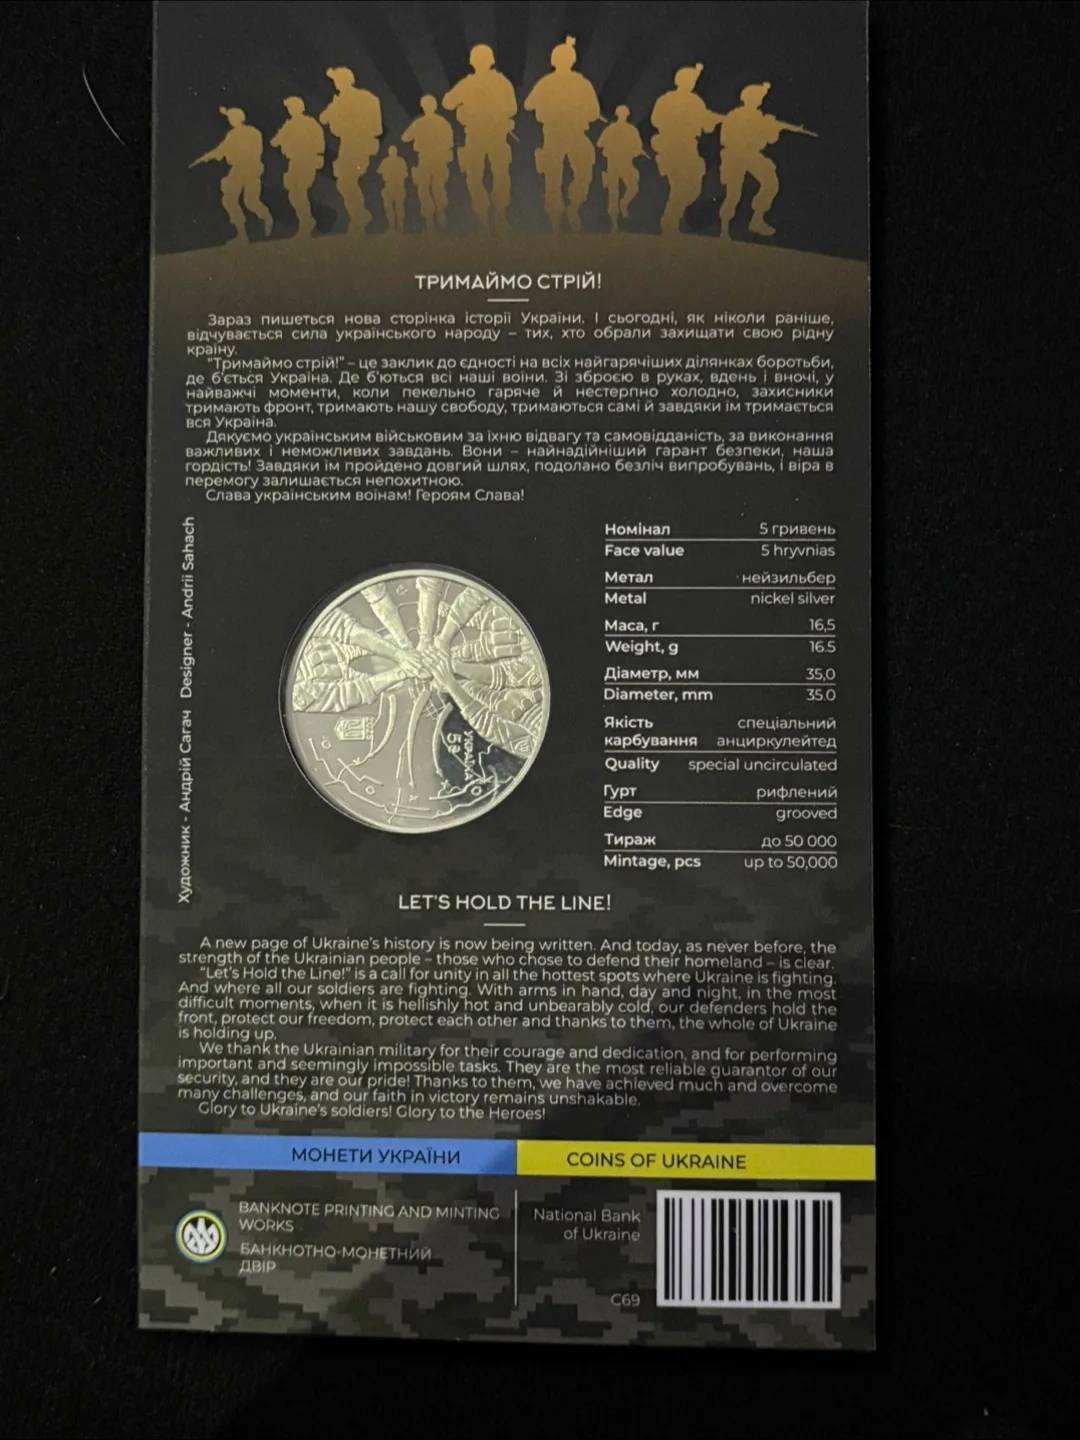 ТРИМАЙМО СТРІЙ!
Зараз пишеться нова сторінка історії України. І сьогодні, як ніколи раніше,
відчувається сила українського народу – тих, хто обрали захищати свою рідну
країну.
"Тримаймо стрій!" – це заклик до єдності на всіх найгарячіших ділянках боротьби,
де б'ється Україна. Де б'ються всі наші воїни. Зі зброєю в руках, вдень і вночі, у
найважчі моменти, коли пекельно гаряче й нестерпно холодно, захисники
тримають фронт, тримають нашу свободу, тримаються самі й завдяки їм тримається
вся Україна.
Дякуємо українським військовим за їхню відвагу та самовідданість, за виконання
важливих і неможливих завдань. Вони – найнадійніший гарант безпеки, наша
гордість! Завдяки їм пройдено довгий шлях, подолано безліч випробувань, і віра в
перемогу залишається непохитною.
Слава українським воїнам! Героям Слава!
Художник - Андрій Сагач Designer - Andrii Sahach
УКРАЇНА
5₴
Номінал 5 гривень
Face value 5 hryvnias
Метал нейзильбер
Metal nickel silver
Маса, г 16,5
Weight, g 16.5
Діаметр, мм 35,0
Diameter, mm 35.0
Якість спеціальний
карбування анциркулейтед
Quality special uncirculated
Гурт рифлений
Edge grooved
Тираж до 50 000
Mintage, pcs up to 50,000
LET'S HOLD THE LINE!
A new page of Ukraine's history is now being written. And today, as never before, the
strength of the Ukrainian people – those who chose to defend their homeland – is clear.
"Let's Hold the Line!" is a call for unity in all the hottest spots where Ukraine is fighting.
And where all our soldiers are fighting. With arms in hand, day and night, in the most
difficult moments, when it is hellishly hot and unbearably cold, our defenders hold the
front, protect our freedom, protect each other and thanks to them, the whole of Ukraine
is holding up.
We thank the Ukrainian military for their courage and dedication, and for performing
important and seemingly impossible tasks. They are the most reliable guarantor of our
security, and they are our pride! Thanks to them, we have achieved much and overcome
many challenges, and our faith in victory remains unshakable.
Glory to Ukraine's soldiers! Glory to the Heroes!
МОНЕТИ УКРАЇНИ
COINS OF UKRAINE
BANKNOTE PRINTING AND MINTING
WORKS
БАНКНОТНО-МОНЕТНИЙ
ДВІР
National Bank
of Ukraine
C69